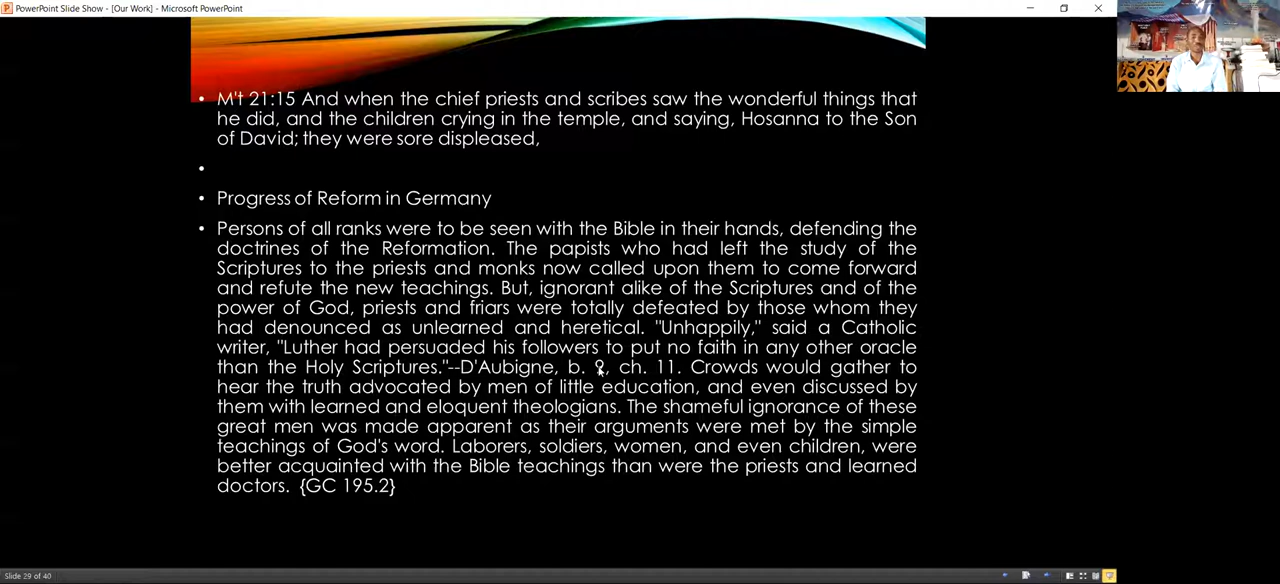 PowerPoint Slide Show - [Our Work] - Microsoft PowerPoint
• M't 21:15 And when the chief priests and scribes saw the wonderful things that
he did, and the children crying in the temple, and saying, Hosanna to the Son
of David; they were sore displeased,
•
• Progress of Reform in Germany
• Persons of all ranks were to be seen with the Bible in their hands, defending the
doctrines of the Reformation. The papists who had left the study of the
Scriptures to the priests and monks now called upon them to come forward
and refute the new teachings. But, ignorant alike of the Scriptures and of the
power of God, priests and friars were totally defeated by those whom they
had denounced as unlearned and heretical. "Unhappily," said a Catholic
writer, "Luther had persuaded his followers to put no faith in any other oracle
than the Holy Scriptures."--D'Aubigne, b. 9, ch. 11. Crowds would gather to
hear the truth advocated by men of little education, and even discussed by
them with learned and eloquent theologians. The shameful ignorance of these
great men was made apparent as their arguments were met by the simple
teachings of God's word. Laborers, soldiers, women, and even children, were
better acquainted with the Bible teachings than were the priests and learned
doctors. {GC 195.2}
Slide 29 of 40